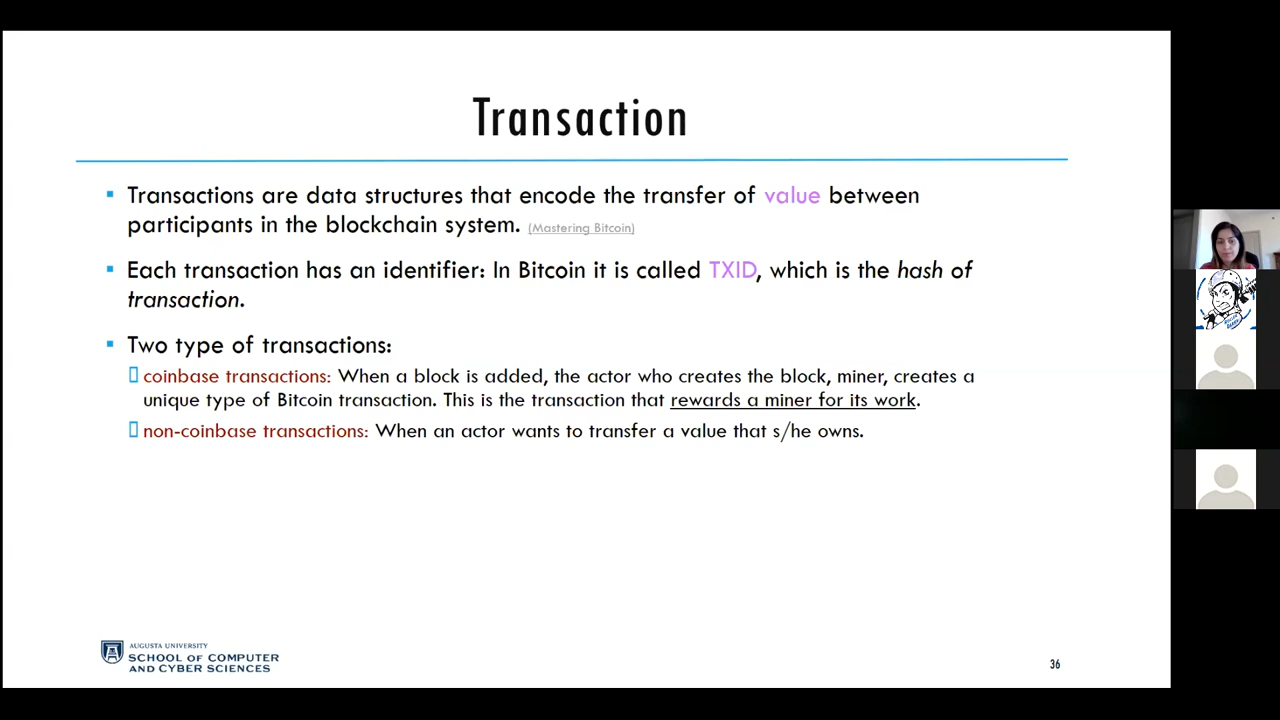 Transaction
Transactions are data structures that encode the transfer of value between
participants in the blockchain system. (Mastering Bitcoin)
Each transaction has an identifier: In Bitcoin it is called TXID, which is the hash of
transaction.
Two type of transactions:
coinbase transactions: When a block is added, the actor who creates the block, miner, creates a
unique type of Bitcoin transaction. This is the transaction that rewards a miner for its work.
non-coinbase transactions: When an actor wants to transfer a value that s/he owns.
AUGUSTA UNIVERSITY
SCHOOL OF COMPUTER
AND CYBER SCIENCES
36